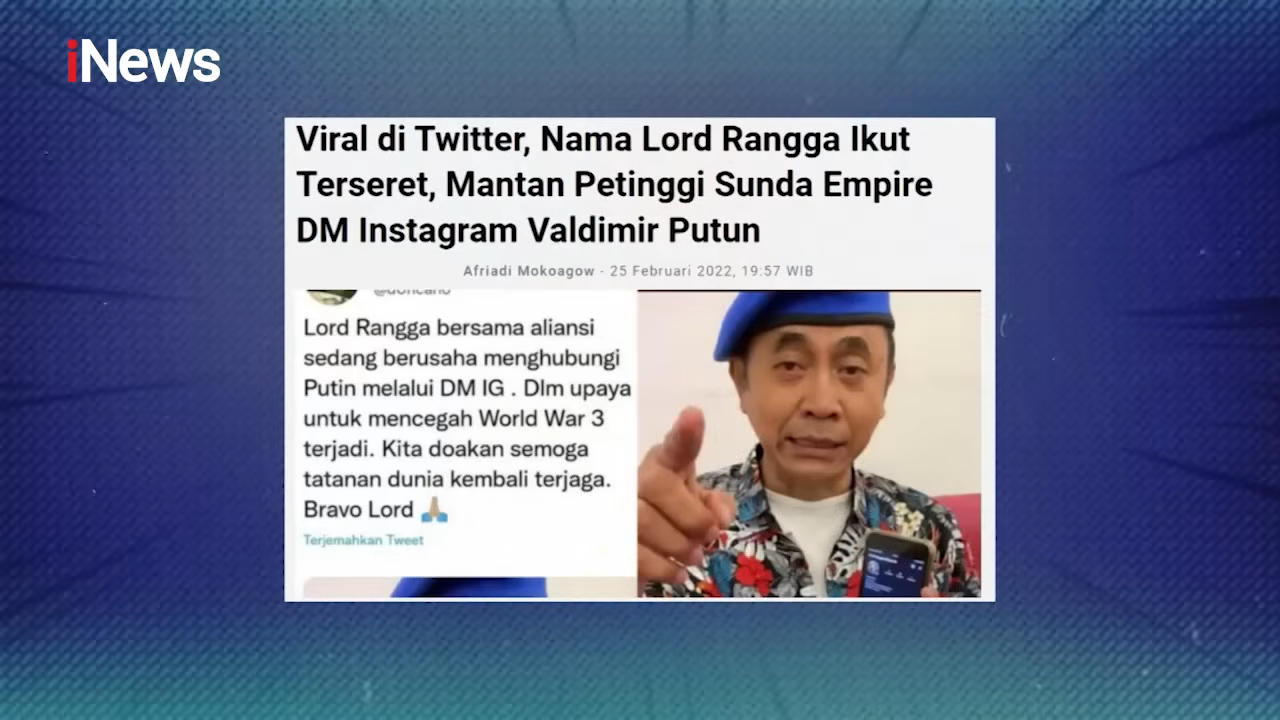 iNews
Viral di Twitter, Nama Lord Rangga Ikut
Terseret, Mantan Petinggi Sunda Empire
DM Instagram Valdimir Putun
Afriadi Mokoagow - 25 Februari 2022, 19:57 WIB
Lord Rangga bersama aliansi
sedang berusaha menghubungi
Putin melalui DM IG . Dlm upaya
untuk mencegah World War 3
terjadi. Kita doakan semoga
tatanan dunia kembali terjaga.
Bravo Lord 🙏
Terjemahkan Tweet